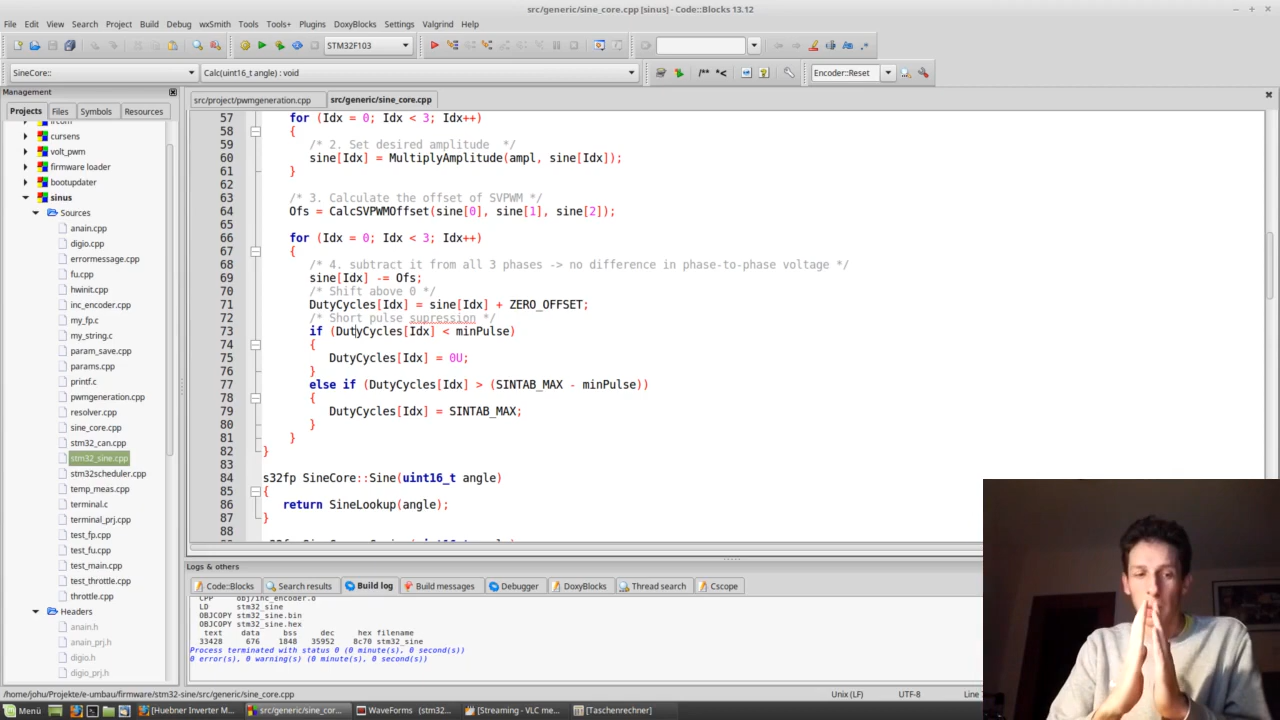 src/generic/sine_core.cpp [sinus] - Code::Blocks 13.12
File Edit View Search Project Build Debug wxSmith Tools Tools+ Plugins DoxyBlocks Settings Valgrind Help
STM32F103
SineCore:: Calc(uint16_t angle) : void /** *< Encoder::Reset
Management
Projects Files Symbols Resources
src/project/pwmgeneration.cpp src/generic/sine_core.cpp
cursens
volt_pwm
firmware loader
bootupdater
sinus
Sources
anain.cpp
digio.cpp
errormessage.cpp
fu.cpp
hwinit.cpp
inc_encoder.cpp
my_fp.c
my_string.c
param_save.cpp
params.cpp
printf.c
pwmgeneration.cpp
resolver.cpp
sine_core.cpp
stm32_can.cpp
stm32_sine.cpp
stm32scheduler.cpp
temp_meas.cpp
terminal.c
terminal_prj.cpp
test_fp.cpp
test_fu.cpp
test_main.cpp
test_throttle.cpp
throttle.cpp
Headers
anain.h
anain_prj.h
digio.h
digio_prj.h
57 for (Idx = 0; Idx < 3; Idx++)
58 {
59 /* 2. Set desired amplitude */
60 sine[Idx] = MultiplyAmplitude(ampl, sine[Idx]);
61 }
62
63 /* 3. Calculate the offset of SVPWM */
64 Ofs = CalcSVPWMOffset(sine[0], sine[1], sine[2]);
65
66 for (Idx = 0; Idx < 3; Idx++)
67 {
68 /* 4. subtract it from all 3 phases -> no difference in phase-to-phase voltage */
69 sine[Idx] -= Ofs;
70 /* Shift above 0 */
71 DutyCycles[Idx] = sine[Idx] + ZERO_OFFSET;
72 /* Short pulse supression */
73 if (DutyCycles[Idx] < minPulse)
74 {
75 DutyCycles[Idx] = 0U;
76 }
77 else if (DutyCycles[Idx] > (SINTAB_MAX - minPulse))
78 {
79 DutyCycles[Idx] = SINTAB_MAX;
80 }
81 }
82 }
83
84 s32fp SineCore::Sine(uint16_t angle)
85 {
86 return SineLookup(angle);
87 }
88
Logs & others
Code::Blocks Search results Build log Build messages Debugger DoxyBlocks Thread search Cscope
CPP obj/inc_encoder.o
LD stm32_sine
OBJCOPY stm32_sine.bin
OBJCOPY stm32_sine.hex
text data bss dec hex filename
33428 676 1848 35952 8c70 stm32_sine
Process terminated with status 0 (0 minute(s), 0 second(s))
0 error(s), 0 warning(s) (0 minute(s), 0 second(s))
/home/johu/Projekte/e-umbau/firmware/stm32-sine/src/generic/sine_core.cpp Unix (LF) UTF-8 Line
Menü [Huebner Inverter M... src/generic/sine_co... WaveForms (stm32... [Streaming - VLC me... [Taschenrechner]